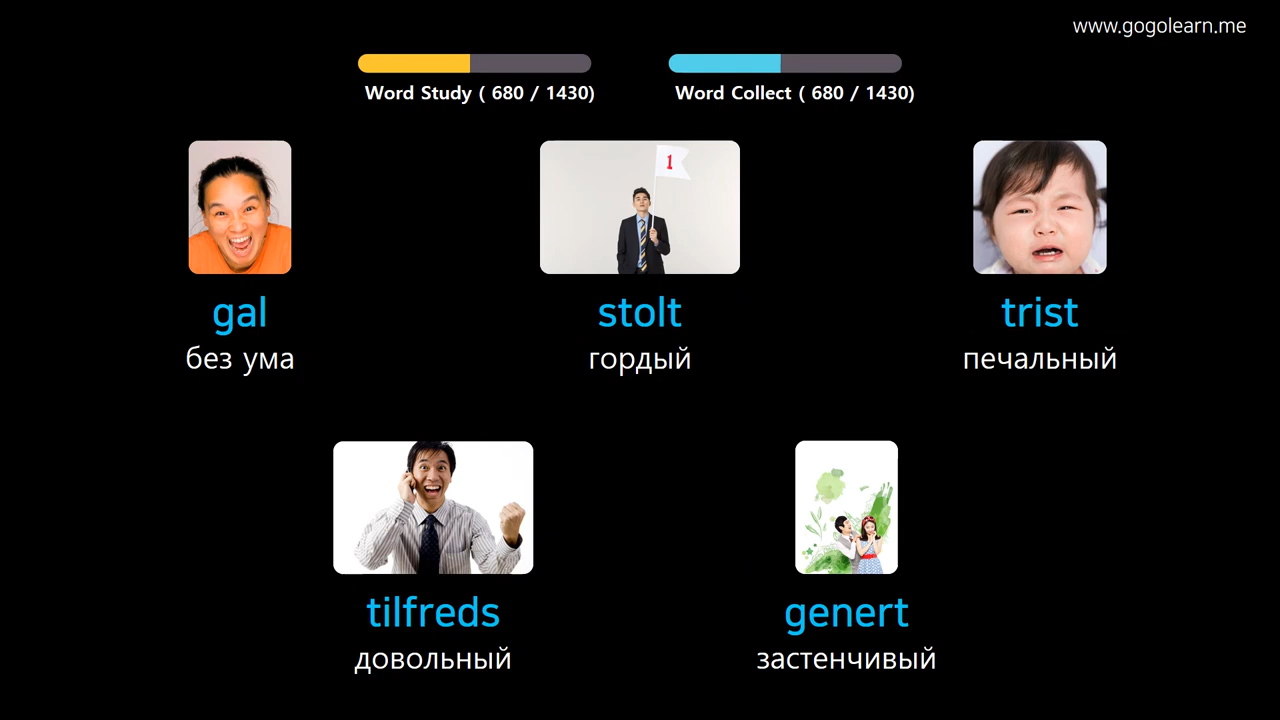 www.gogolearn.me
Word Study ( 680 / 1430)
Word Collect ( 680 / 1430)
1
gal
stolt
trist
без ума
гордый
печальный
tilfreds
genert
довольный
застенчивый